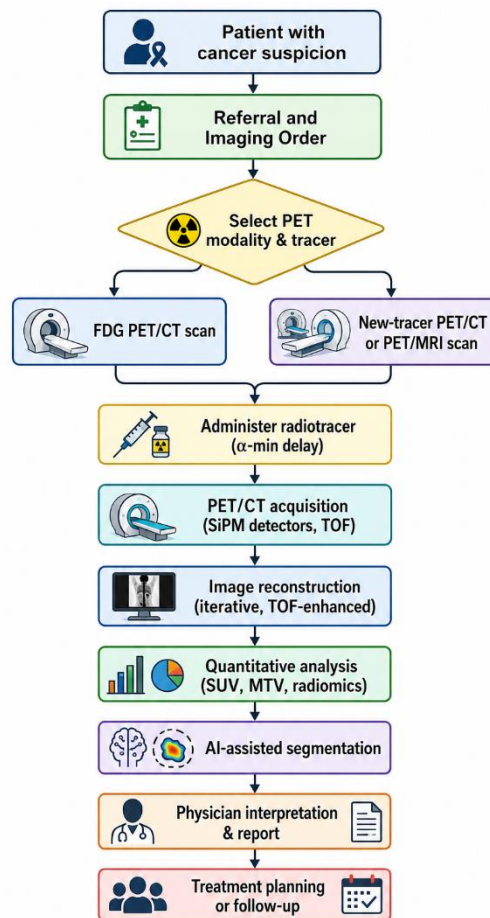 Patient with
cancer suspicion
Referral and
Imaging Order
Select PET
modality & tracer
FDG PET/CT scan
New-tracer PET/CT
or PET/MRI scan
Administer radiotracer
(α-min delay)
PET/CT acquisition
(SiPM detectors, TOF)
Image reconstruction
(iterative, TOF-enhanced)
Quantitative analysis
(SUV, MTV, radiomics)
AI-assisted segmentation
Physician interpretation
& report
Treatment planning
or follow-up